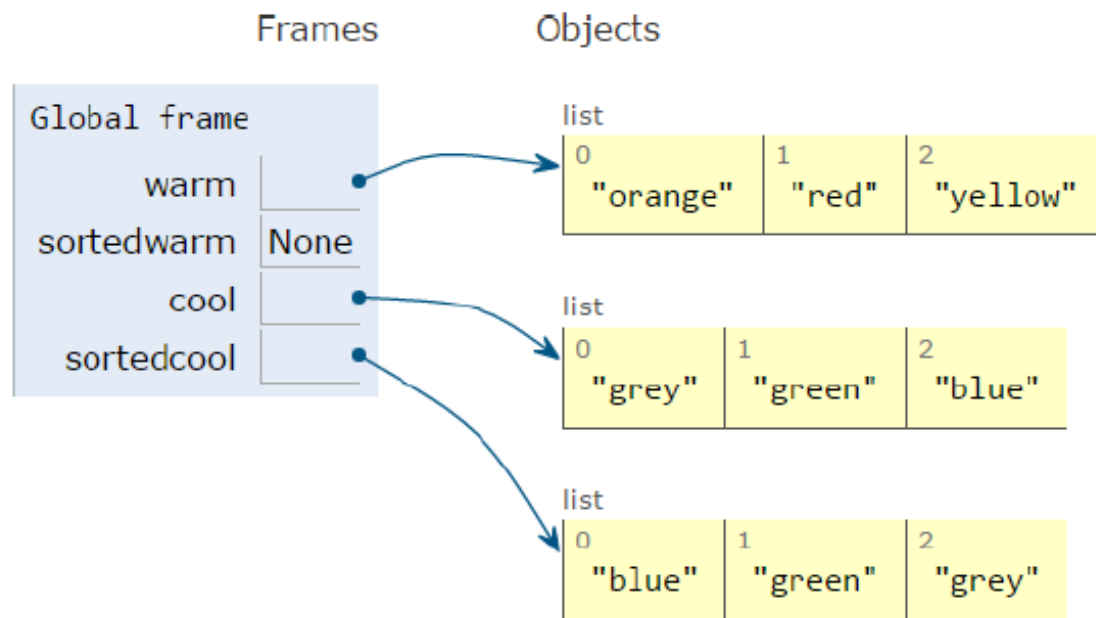 Frames Objects
Global frame
warm
sortedwarm None
cool
sortedcool
list
0 1 2
"orange" "red" "yellow"
list
0 1 2
"grey" "green" "blue"
list
0 1 2
"blue" "green" "grey"